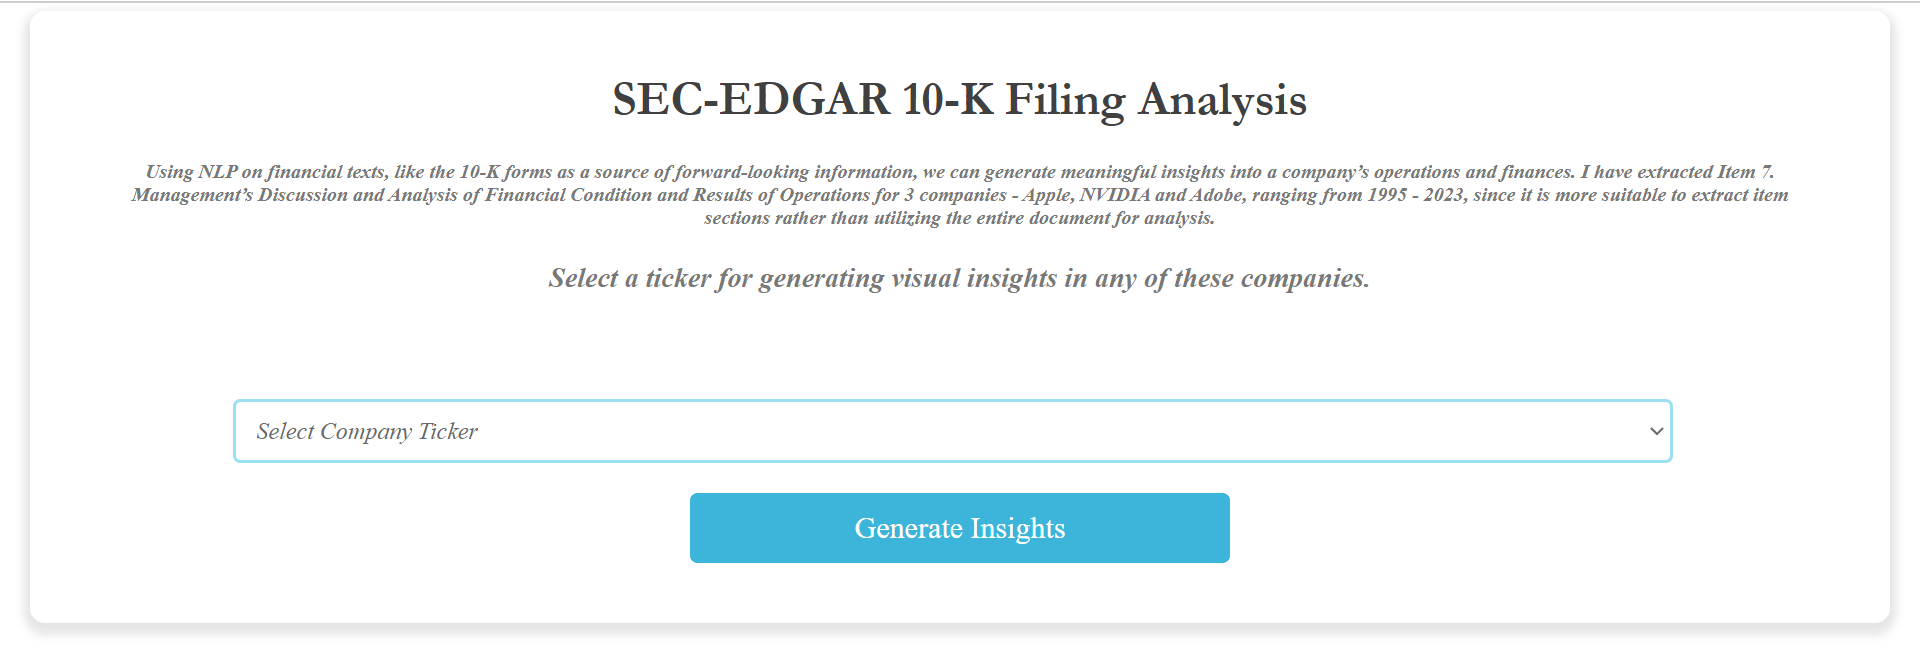 SEC-EDGAR 10-K Filing Analysis
Using NLP on financial texts, like the 10-K forms as a source of forward-looking information, we can generate meaningful insights into a company’s operations and finances. I have extracted Item 7.
Management’s Discussion and Analysis of Financial Condition and Results of Operations for 3 companies - Apple, NVIDIA and Adobe, ranging from 1995 - 2023, since it is more suitable to extract item
sections rather than utilizing the entire document for analysis.
Select a ticker for generating visual insights in any of these companies.
Select Company Ticker
Generate Insights